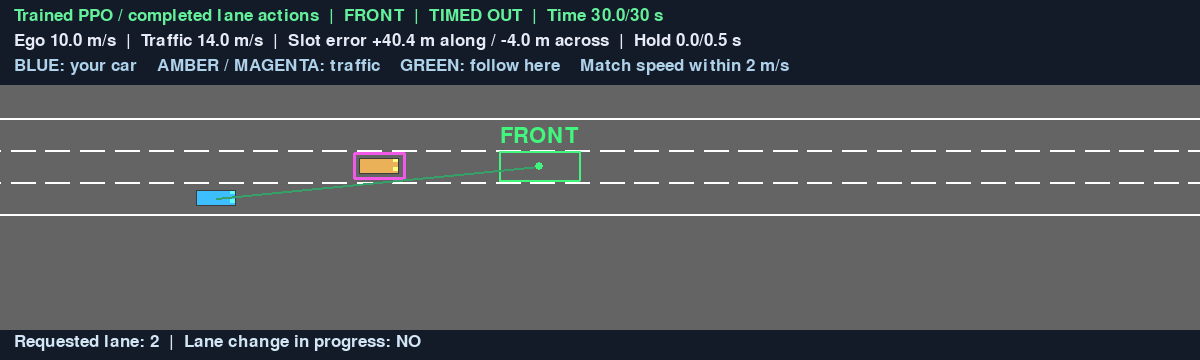 Trained PPO / completed lane actions | FRONT | TIMED OUT | Time 30.0/30 s
Ego 10.0 m/s | Traffic 14.0 m/s | Slot error +40.4 m along / -4.0 m across | Hold 0.0/0.5 s
BLUE: your car AMBER / MAGENTA: traffic GREEN: follow here Match speed within 2 m/s
FRONT
Requested lane: 2 | Lane change in progress: NO